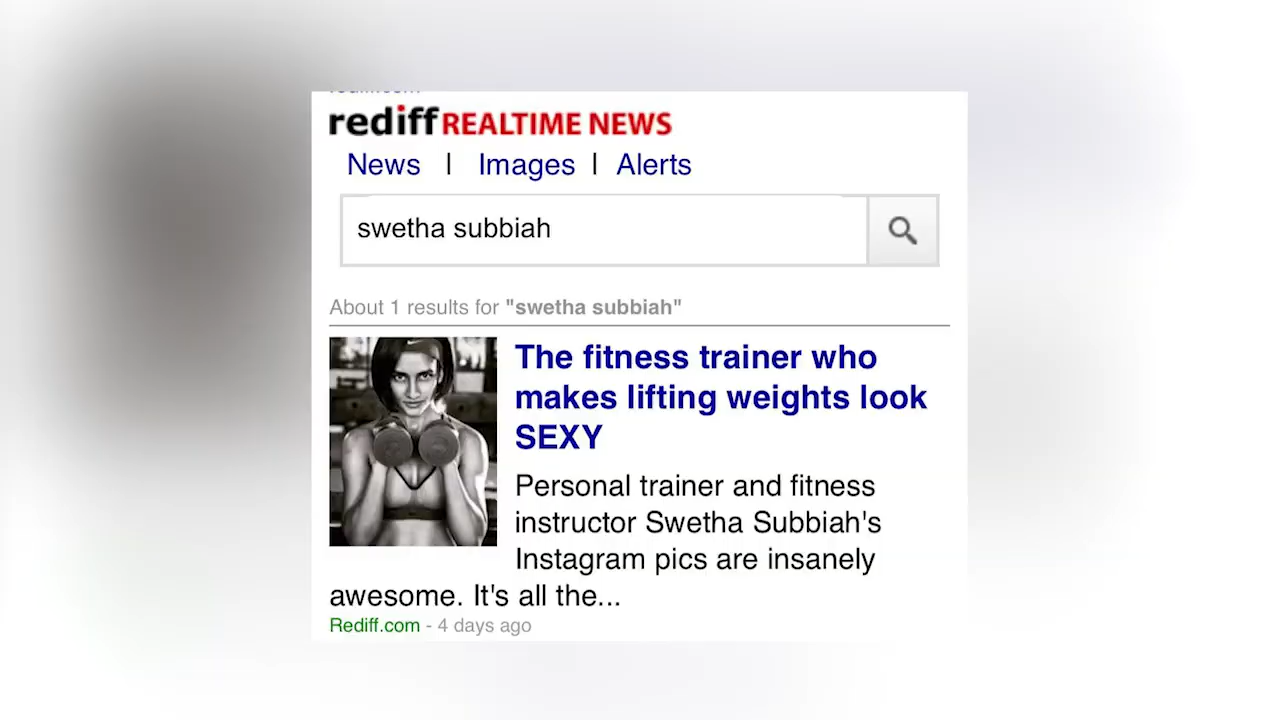 rediff REALTIME NEWS
News | Images | Alerts
swetha subbiah
About 1 results for "swetha subbiah"
The fitness trainer who
makes lifting weights look
SEXY
Personal trainer and fitness
instructor Swetha Subbiah's
Instagram pics are insanely
awesome. It's all the...
Rediff.com - 4 days ago